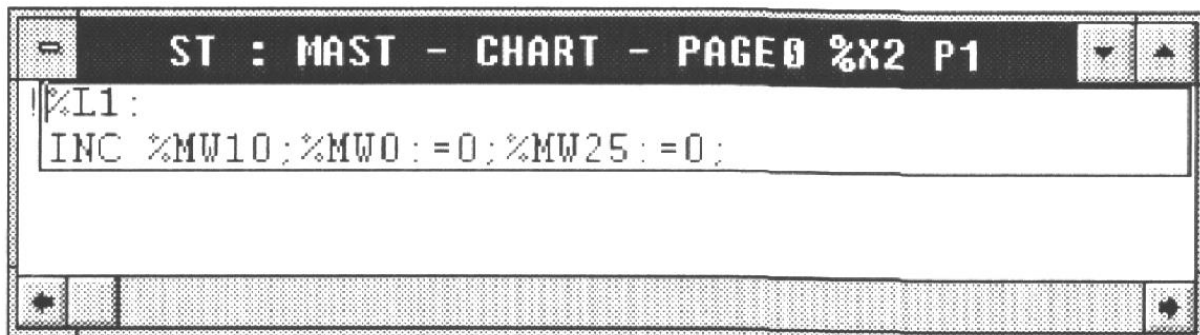 ST : MAST - CHART - PAGE0 %X2 P1
!%L1:
INC %MW10;%MW0:=0;%MW25:=0;